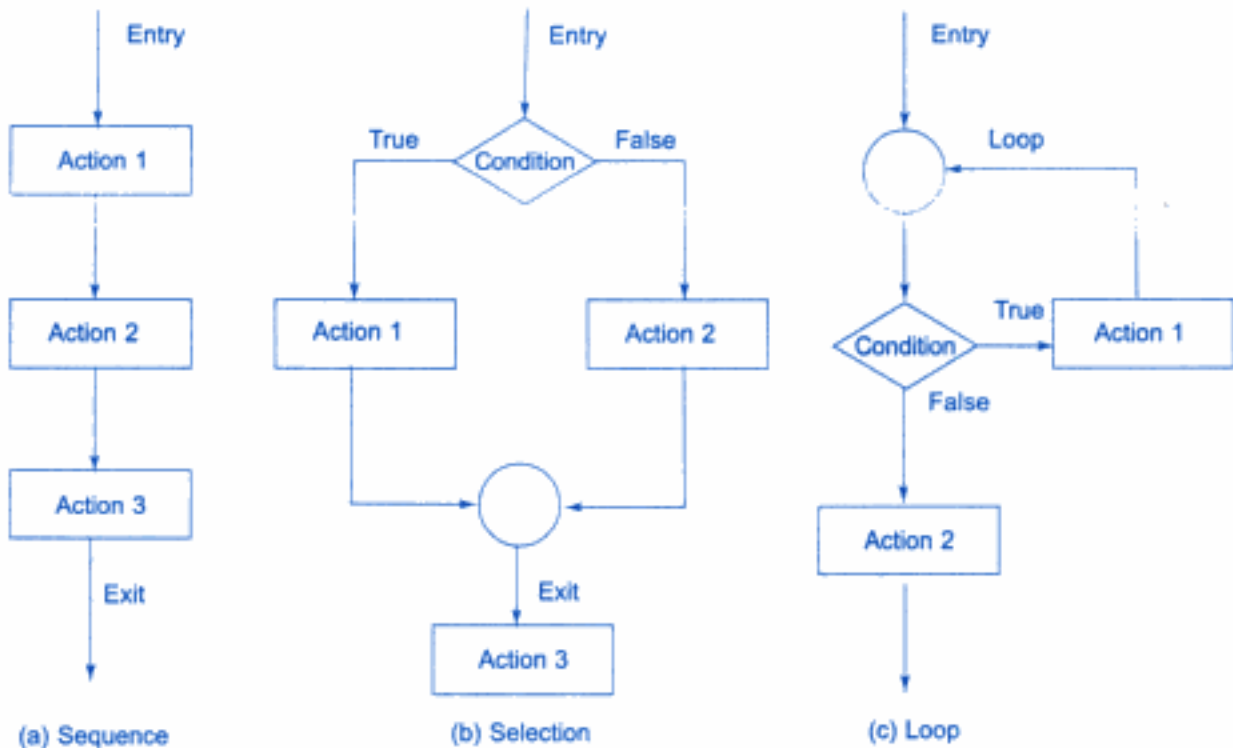 Entry
Action 1
Action 2
Action 3
Exit
(a) Sequence
Entry
True
False
Condition
Action 1
Action 2
Exit
Action 3
(b) Selection
Entry
Loop
True
Condition
Action 1
False
Action 2
(c) Loop